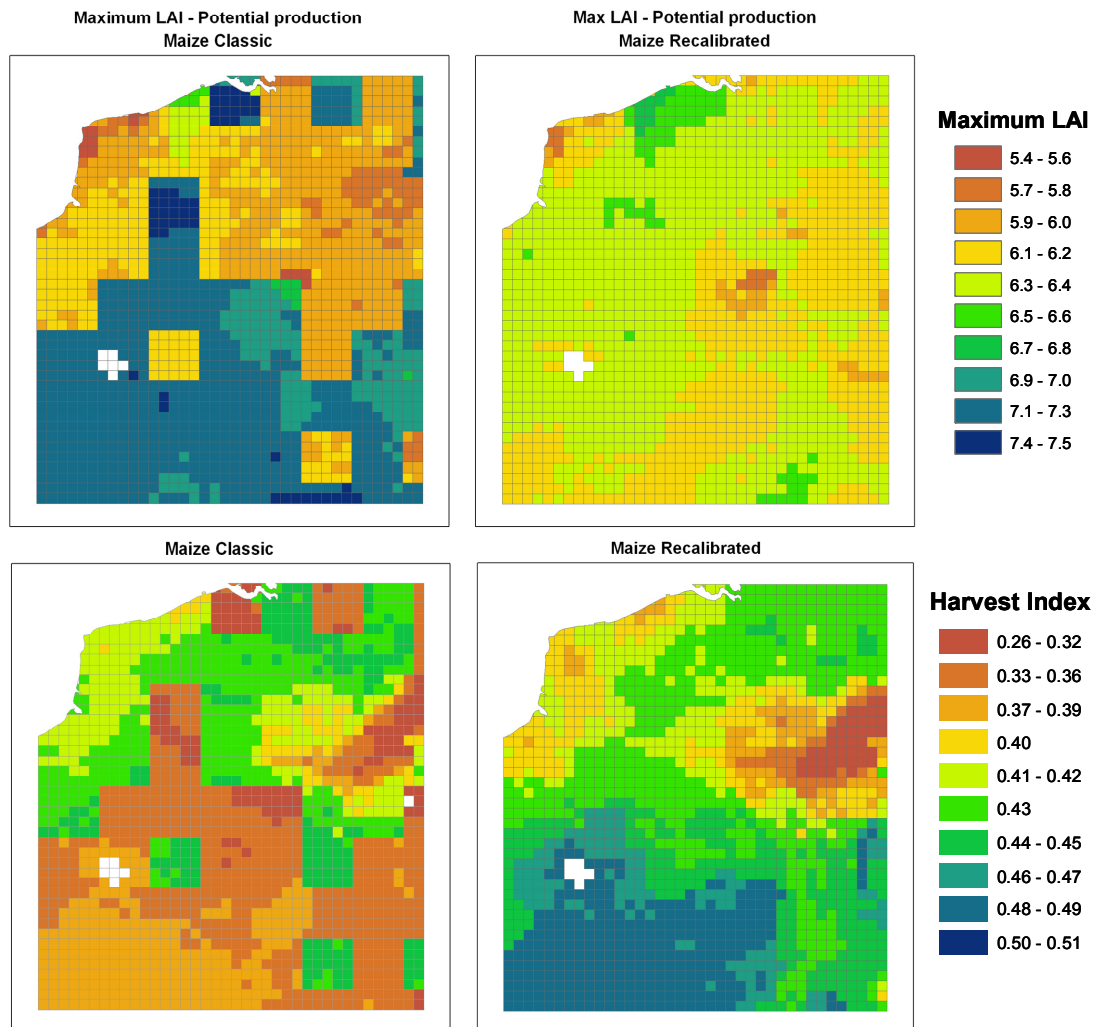 Maximum LAI - Potential production
Maize Classic
Max LAI - Potential production
Maize Recalibrated
Maximum LAI
5.4 - 5.6
5.7 - 5.8
5.9 - 6.0
6.1 - 6.2
6.3 - 6.4
6.5 - 6.6
6.7 - 6.8
6.9 - 7.0
7.1 - 7.3
7.4 - 7.5
Maize Classic
Maize Recalibrated
Harvest Index
0.26 - 0.32
0.33 - 0.36
0.37 - 0.39
0.40
0.41 - 0.42
0.43
0.44 - 0.45
0.46 - 0.47
0.48 - 0.49
0.50 - 0.51